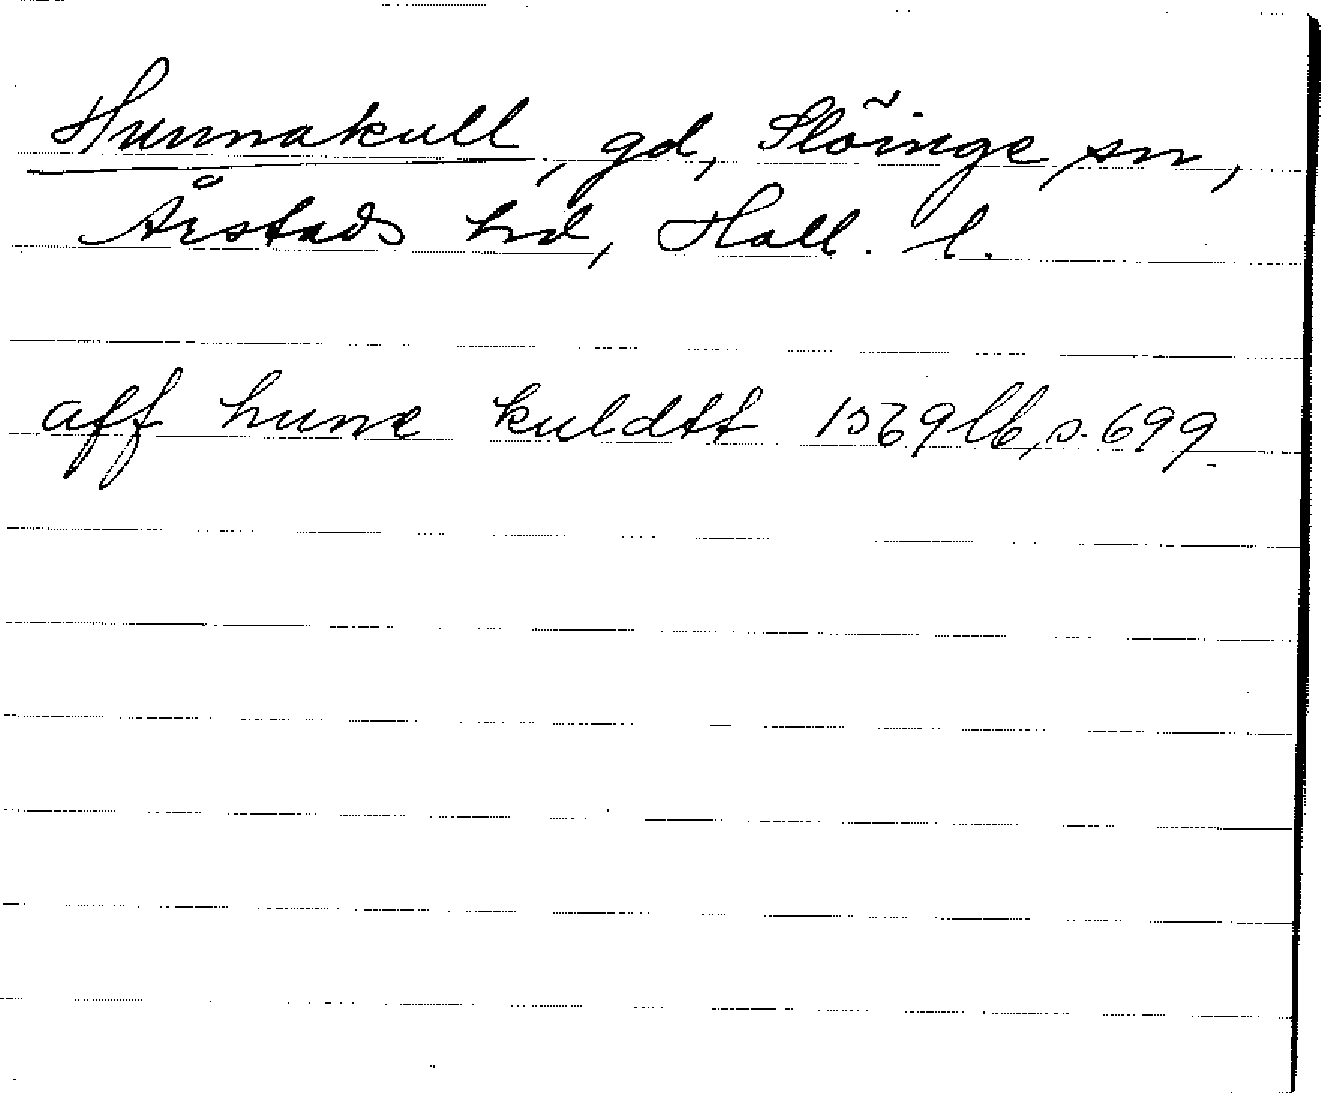 Hunnakull, gd, Slöinge sn,
Årstads hd, Hall. l.
aff hune kuldtt 1569 lb, s. 699